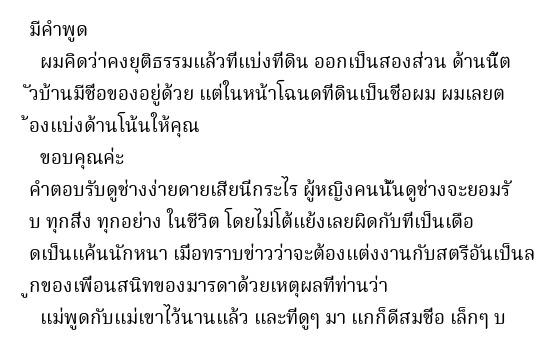 มีคำพูด
ผมคิดว่าคงยุติธรรมแล้วที่แบ่งที่ดิน ออกเป็นสองส่วน ด้านนี้ต
ัวบ้านมีชื่อของอยู่ด้วย แต่ในหน้าโฉนดที่ดินเป็นชื่อผม ผมเลยต
้องแบ่งด้านโน้นให้คุณ
ขอบคุณค่ะ
คำตอบรับดูช่างง่ายดายเสียนี่กระไร ผู้หญิงคนนั้นดูช่างจะยอมรั
บ ทุกสิ่ง ทุกอย่าง ในชีวิต โดยไม่โต้แย้งเลยผิดกับที่เป็นเดือ
ดเป็นแค้นนักหนา เมื่อทราบข่าวว่าจะต้องแต่งงานกับสตรีอันเป็นล
ูกของเพื่อนสนิทของมารดาด้วยเหตุผลที่ท่านว่า
แม่พูดกับแม่เขาไว้นานแล้ว และที่ดูๆ มา แกก็ดีสมชื่อ เล็กๆ บ